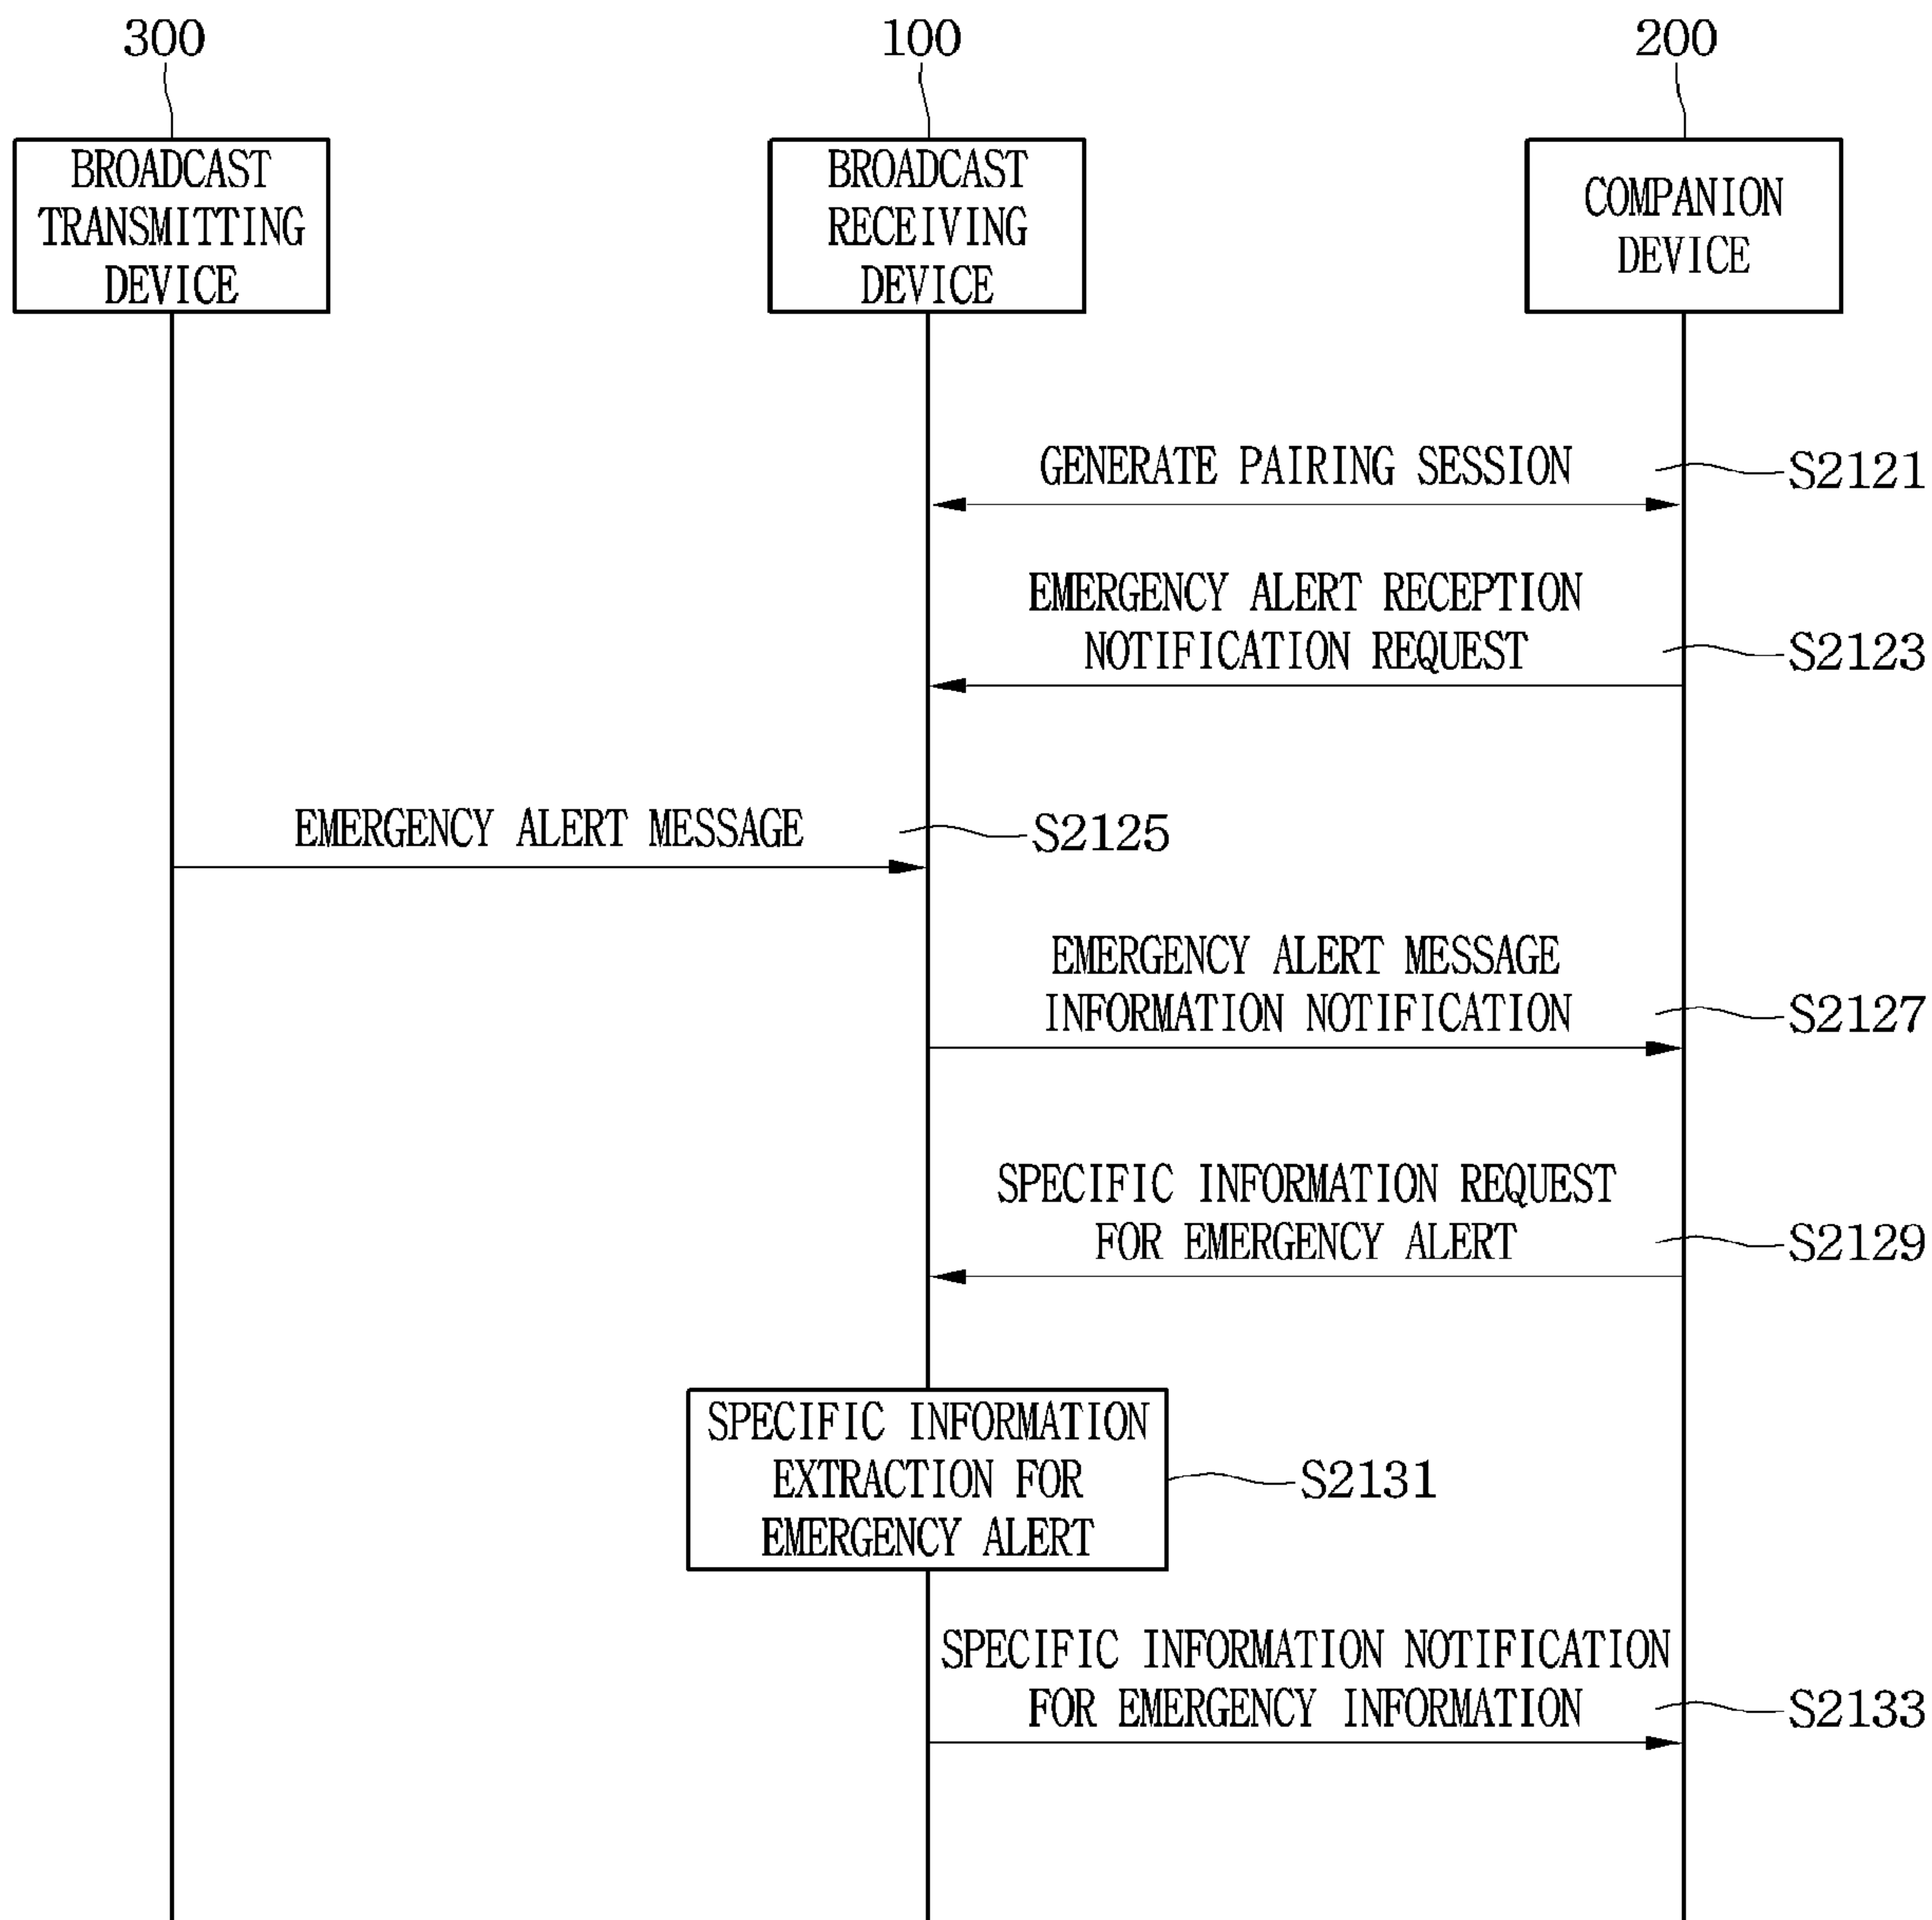 300
100
200
BROADCAST
TRANSMITTING
DEVICE
BROADCAST
RECEIVING
DEVICE
COMPANION
DEVICE
GENERATE PAIRING SESSION
S2121
EMERGENCY ALERT RECEPTION
NOTIFICATION REQUEST
S2123
EMERGENCY ALERT MESSAGE
S2125
EMERGENCY ALERT MESSAGE
INFORMATION NOTIFICATION
S2127
SPECIFIC INFORMATION REQUEST
FOR EMERGENCY ALERT
S2129
SPECIFIC INFORMATION
EXTRACTION FOR
EMERGENCY ALERT
S2131
SPECIFIC INFORMATION NOTIFICATION
FOR EMERGENCY INFORMATION
S2133